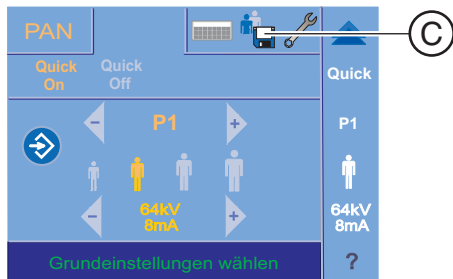 PAN
C
Quick On
Quick Off
Quick
- P1 +
P1
- 64kV 8mA +
64kV
8mA
Grundeinstellungen wählen
?